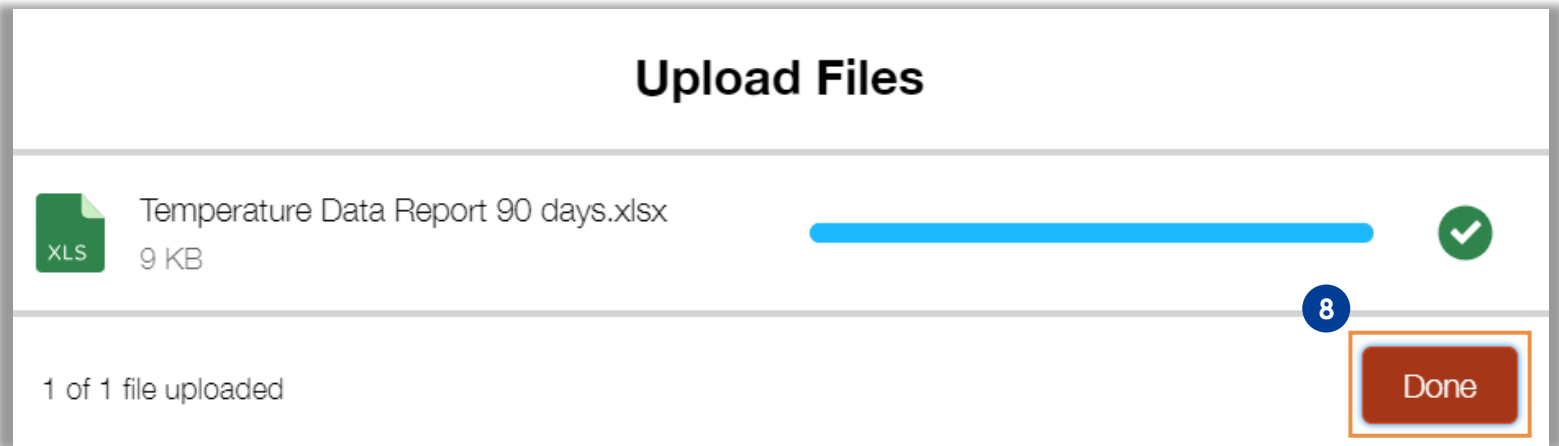 Upload Files
Temperature Data Report 90 days.xlsx
XLS
9 KB
8
1 of 1 file uploaded
Done